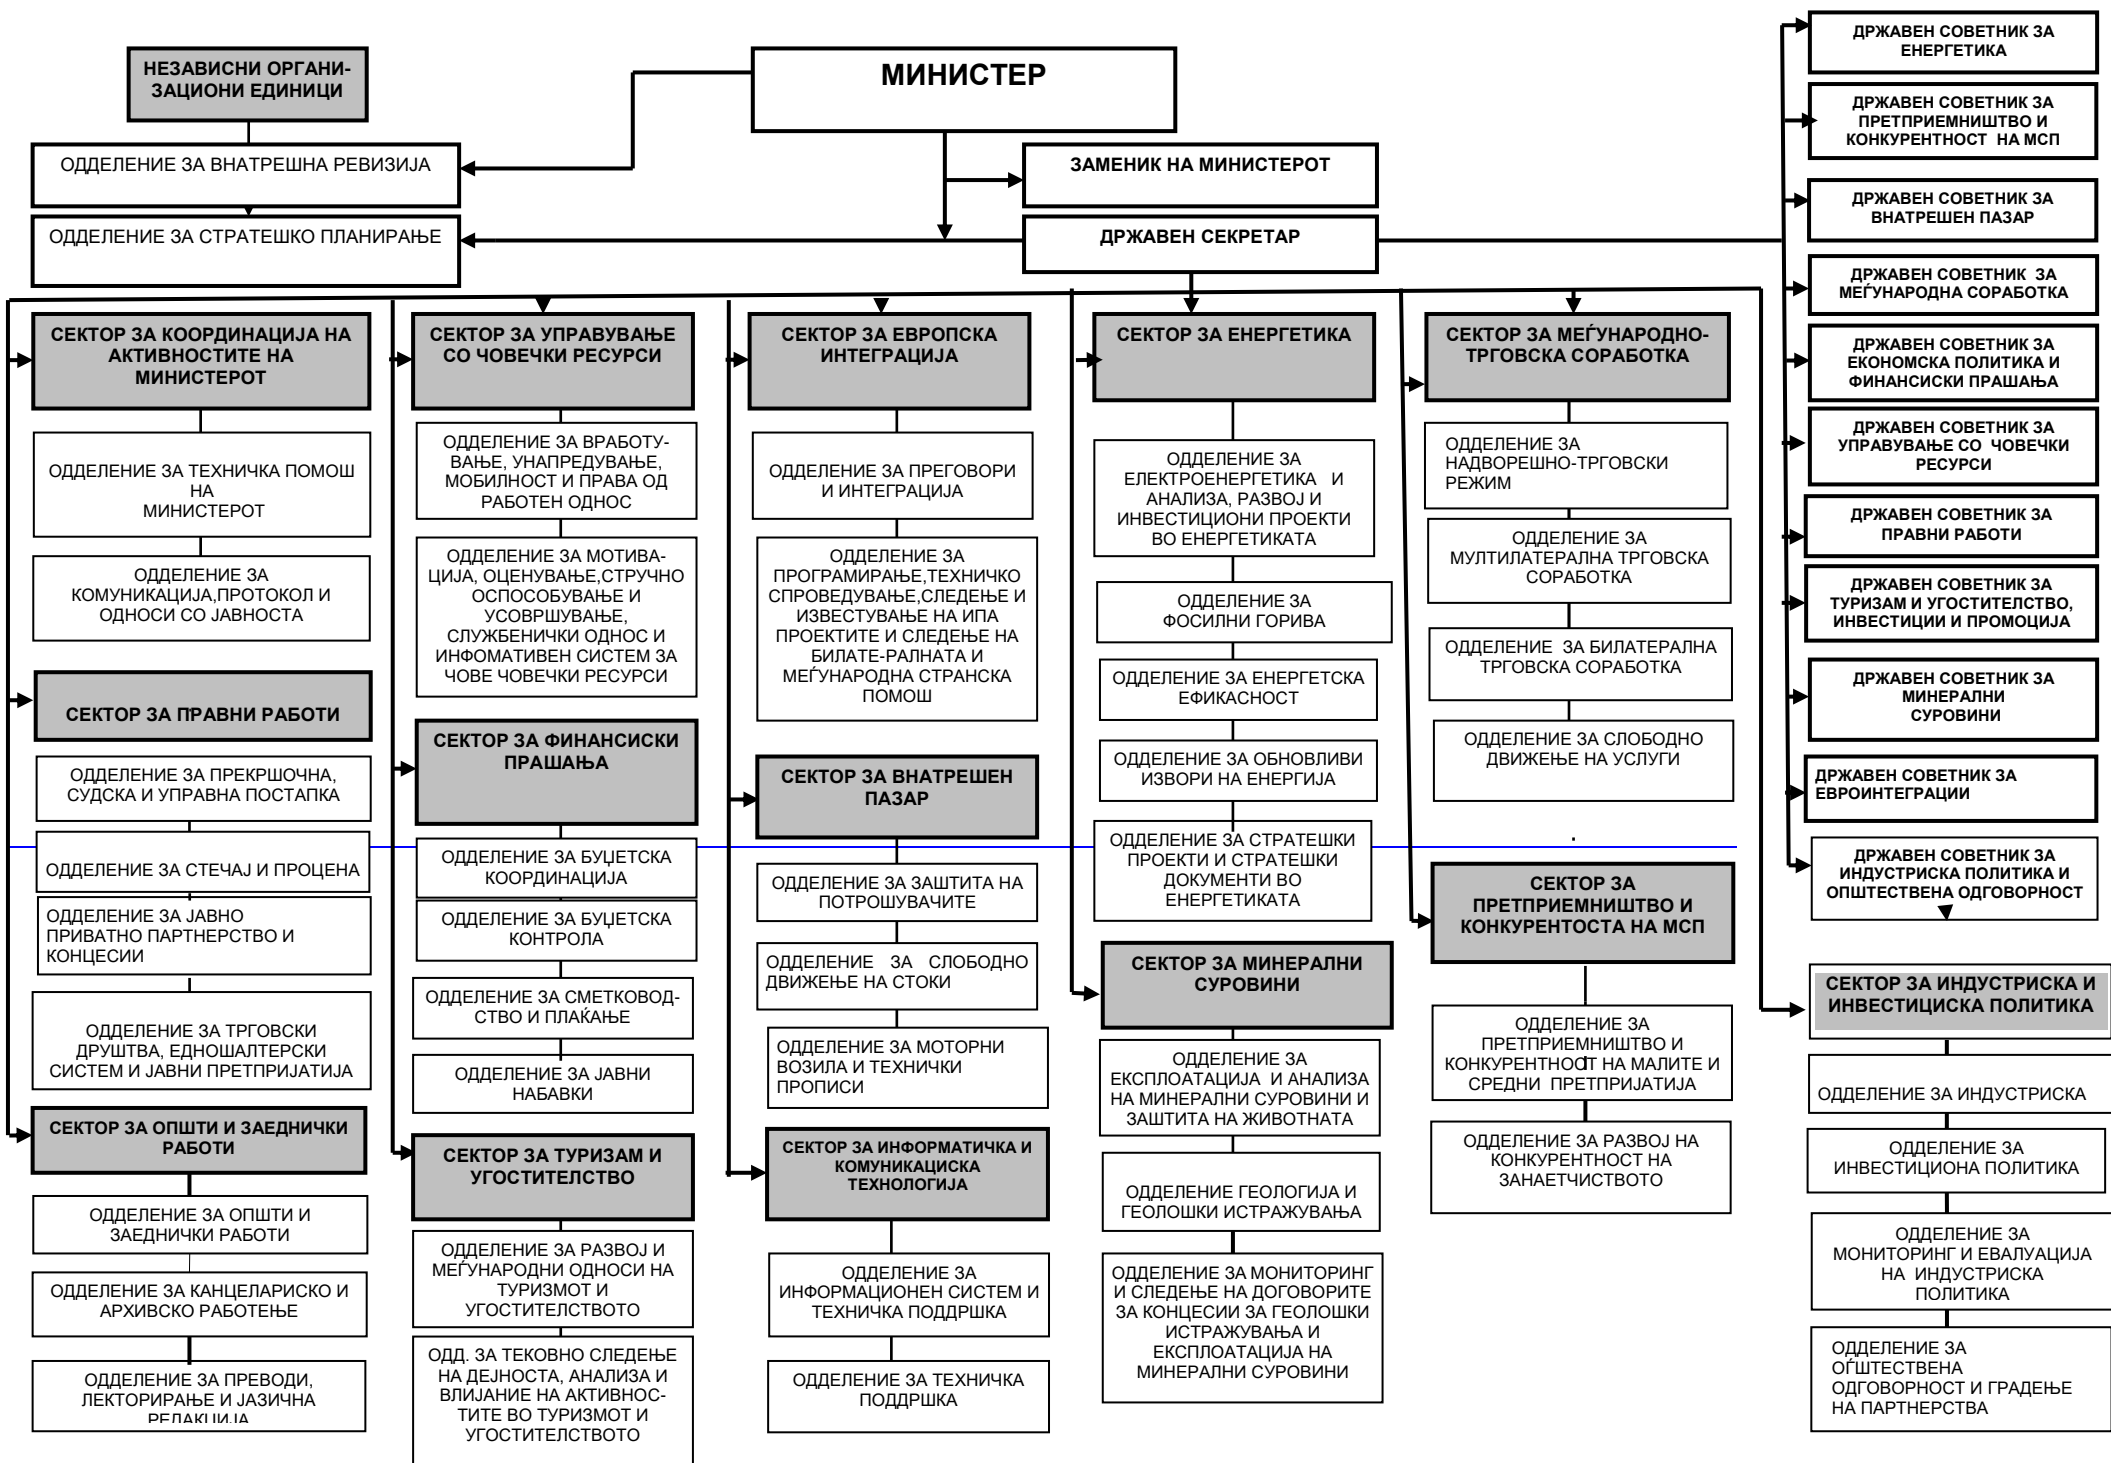 НЕЗАВИСНИ ОРГАНИ-
ЗАЦИОНИ ЕДИНИЦИ
МИНИСТЕР
ОДДЕЛЕНИЕ ЗА ВНАТРЕШНА РЕВИЗИЈА
ЗАМЕНИК НА МИНИСТЕРОТ
ОДДЕЛЕНИЕ ЗА СТРАТЕШКО ПЛАНИРАЊЕ
ДРЖАВЕН СЕКРЕТАР
ДРЖАВЕН СОВЕТНИК ЗА
ЕНЕРГЕТИКА
ДРЖАВЕН СОВЕТНИК ЗА
ПРЕТПРИЕМНИШТВО И
КОНКУРЕНТНОСТ НА МСП
ДРЖАВЕН СОВЕТНИК ЗА
ВНАТРЕШЕН ПАЗАР
ДРЖАВЕН СОВЕТНИК ЗА
МЕЃУНАРОДНА СОРАБОТКА
ДРЖАВЕН СОВЕТНИК ЗА
ЕКОНОМСКА ПОЛИТИКА И
ФИНАНСИСКИ ПРАШАЊА
ДРЖАВЕН СОВЕТНИК ЗА
УПРАВУВАЊЕ СО ЧОВЕЧКИ
РЕСУРСИ
ДРЖАВЕН СОВЕТНИК ЗА
ПРАВНИ РАБОТИ
ДРЖАВЕН СОВЕТНИК ЗА
ТУРИЗАМ И УГОСТИТЕЛСТВО,
ИНВЕСТИЦИИ И ПРОМОЦИЈА
ДРЖАВЕН СОВЕТНИК ЗА
МИНЕРАЛНИ
СУРОВИНИ
ДРЖАВЕН СОВЕТНИК ЗА
ЕВРОИНТЕГРАЦИИ
ДРЖАВЕН СОВЕТНИК ЗА
ИНДУСТРИСКА ПОЛИТИКА И
ОПШТЕСТВЕНА ОДГОВОРНОСТ
СЕКТОР ЗА КООРДИНАЦИЈА НА
АКТИВНОСТИТЕ НА
МИНИСТЕРОТ
ОДДЕЛЕНИЕ ЗА ТЕХНИЧКА ПОМОШ
НА
МИНИСТЕРОТ
ОДДЕЛЕНИЕ ЗА
КОМУНИКАЦИЈА,ПРОТОКОЛ И
ОДНОСИ СО ЈАВНОСТА
СЕКТОР ЗА ПРАВНИ РАБОТИ
ОДДЕЛЕНИЕ ЗА ПРЕКРШОЧНА,
СУДСКА И УПРАВНА ПОСТАПКА
ОДДЕЛЕНИЕ ЗА СТЕЧАЈ И ПРОЦЕНА
ОДДЕЛЕНИЕ ЗА ЈАВНО
ПРИВАТНО ПАРТНЕРСТВО И
КОНЦЕСИИ
ОДДЕЛЕНИЕ ЗА ТРГОВСКИ
ДРУШТВА, ЕДНОШАЛТЕРСКИ
СИСТЕМ И ЈАВНИ ПРЕТПРИЈАТИЈА
СЕКТОР ЗА ОПШТИ И ЗАЕДНИЧКИ
РАБОТИ
ОДДЕЛЕНИЕ ЗА ОПШТИ И
ЗАЕДНИЧКИ РАБОТИ
ОДДЕЛЕНИЕ ЗА КАНЦЕЛАРИСКО И
АРХИВСКО РАБОТЕЊЕ
ОДДЕЛЕНИЕ ЗА ПРЕВОДИ,
ЛЕКТОРИРАЊЕ И ЈАЗИЧНА
РЕДАКЦИЈА
СЕКТОР ЗА УПРАВУВАЊЕ
СО ЧОВЕЧКИ РЕСУРСИ
ОДДЕЛЕНИЕ ЗА ВРАБОТУ-
ВАЊЕ, УНАПРЕДУВАЊЕ,
МОБИЛНОСТ И ПРАВА ОД
РАБОТЕН ОДНОС
ОДДЕЛЕНИЕ ЗА МОТИВА-
ЦИЈА, ОЦЕНУВАЊЕ,СТРУЧНО
ОСПОСОБУВАЊЕ И
УСОВРШУВАЊЕ,
СЛУЖБЕНИЧКИ ОДНОС И
ИНФОМАТИВЕН СИСТЕМ ЗА
ЧОВЕ ЧОВЕЧКИ РЕСУРСИ
СЕКТОР ЗА ФИНАНСИСКИ
ПРАШАЊА
ОДДЕЛЕНИЕ ЗА БУЏЕТСКА
КООРДИНАЦИЈА
ОДДЕЛЕНИЕ ЗА БУЏЕТСКА
КОНТРОЛА
ОДДЕЛЕНИЕ ЗА СМЕТКОВОД-
СТВО И ПЛАЌАЊЕ
ОДДЕЛЕНИЕ ЗА ЈАВНИ
НАБАВКИ
СЕКТОР ЗА ТУРИЗАМ И
УГОСТИТЕЛСТВО
ОДДЕЛЕНИЕ ЗА РАЗВОЈ И
МЕЃУНАРОДНИ ОДНОСИ НА
ТУРИЗМОТ И
УГОСТИТЕЛСТВОТО
ОДД. ЗА ТЕКОВНО СЛЕДЕЊЕ
НА ДЕЈНОСТА, АНАЛИЗА И
ВЛИЈАНИЕ НА АКТИВНОС-
ТИТЕ ВО ТУРИЗМОТ И
УГОСТИТЕЛСТВОТО
СЕКТОР ЗА ЕВРОПСКА
ИНТЕГРАЦИЈА
ОДДЕЛЕНИЕ ЗА ПРЕГОВОРИ
И ИНТЕГРАЦИЈА
ОДДЕЛЕНИЕ ЗА
ПРОГРАМИРАЊЕ,ТЕХНИЧКО
СПРОВЕДУВАЊЕ,СЛЕДЕЊЕ И
ИЗВЕСТУВАЊЕ НА ИПА
ПРОЕКТИТЕ И СЛЕДЕЊЕ НА
БИЛАТЕ-РАЛНАТА И
МЕЃУНАРОДНА СТРАНСКА
ПОМОШ
СЕКТОР ЗА ВНАТРЕШЕН
ПАЗАР
ОДДЕЛЕНИЕ ЗА ЗАШТИТА НА
ПОТРОШУВАЧИТЕ
ОДДЕЛЕНИЕ ЗА СЛОБОДНО
ДВИЖЕЊЕ НА СТОКИ
ОДДЕЛЕНИЕ ЗА МОТОРНИ
ВОЗИЛА И ТЕХНИЧКИ
ПРОПИСИ
СЕКТОР ЗА ИНФОРМАТИЧКА И
КОМУНИКАЦИСКА
ТЕХНОЛОГИЈА
ОДДЕЛЕНИЕ ЗА
ИНФОРМАЦИОНЕН СИСТЕМ И
ТЕХНИЧКА ПОДДРШКА
ОДДЕЛЕНИЕ ЗА ТЕХНИЧКА
ПОДДРШКА
СЕКТОР ЗА ЕНЕРГЕТИКА
ОДДЕЛЕНИЕ ЗА
ЕЛЕКТРОЕНЕРГЕТИКА И
АНАЛИЗА, РАЗВОЈ И
ИНВЕСТИЦИОНИ ПРОЕКТИ
ВО ЕНЕРГЕТИКАТА
ОДДЕЛЕНИЕ ЗА
ФОСИЛНИ ГОРИВА
ОДДЕЛЕНИЕ ЗА ЕНЕРГЕТСКА
ЕФИКАСНОСТ
ОДДЕЛЕНИЕ ЗА ОБНОВЛИВИ
ИЗВОРИ НА ЕНЕРГИЈА
ОДДЕЛЕНИЕ ЗА СТРАТЕШКИ
ПРОЕКТИ И СТРАТЕШКИ
ДОКУМЕНТИ ВО
ЕНЕРГЕТИКАТА
СЕКТОР ЗА МИНЕРАЛНИ
СУРОВИНИ
ОДДЕЛЕНИЕ ЗА
ЕКСПЛОАТАЦИЈА И АНАЛИЗА
НА МИНЕРАЛНИ СУРОВИНИ И
ЗАШТИТА НА ЖИВОТНАТА
ОДДЕЛЕНИЕ ГЕОЛОГИЈА И
ГЕОЛОШКИ ИСТРАЖУВАЊА
ОДДЕЛЕНИЕ ЗА МОНИТОРИНГ
И СЛЕДЕЊЕ НА ДОГОВОРИТЕ
ЗА КОНЦЕСИИ ЗА ГЕОЛОШКИ
ИСТРАЖУВАЊА И
ЕКСПЛОАТАЦИЈА НА
МИНЕРАЛНИ СУРОВИНИ
СЕКТОР ЗА МЕЃУНАРОДНО-
ТРГОВСКА СОРАБОТКА
ОДДЕЛЕНИЕ ЗА
НАДВОРЕШНО-ТРГОВСКИ
РЕЖИМ
ОДДЕЛЕНИЕ ЗА
МУЛТИЛАТЕРАЛНА ТРГОВСКА
СОРАБОТКА
ОДДЕЛЕНИЕ ЗА БИЛАТЕРАЛНА
ТРГОВСКА СОРАБОТКА
ОДДЕЛЕНИЕ ЗА СЛОБОДНО
ДВИЖЕЊЕ НА УСЛУГИ
.
СЕКТОР ЗА
ПРЕТПРИЕМНИШТВО И
КОНКУРЕНТОСТА НА МСП
ОДДЕЛЕНИЕ ЗА
ПРЕТПРИЕМНИШТВО И
КОНКУРЕНТНОСТ НА МАЛИТЕ И
СРЕДНИ ПРЕТПРИЈАТИЈА
ОДДЕЛЕНИЕ ЗА РАЗВОЈ НА
КОНКУРЕНТНОСТ НА
ЗАНАЕТЧИСТВОТО
СЕКТОР ЗА ИНДУСТРИСКА И
ИНВЕСТИЦИСКА ПОЛИТИКА
ОДДЕЛЕНИЕ ЗА ИНДУСТРИСКА
ОДДЕЛЕНИЕ ЗА
ИНВЕСТИЦИОНА ПОЛИТИКА
ОДДЕЛЕНИЕ ЗА
МОНИТОРИНГ И ЕВАЛУАЦИЈА
НА ИНДУСТРИСКА
ПОЛИТИКА
ОДДЕЛЕНИЕ ЗА
ОЃШТЕСТВЕНА
ОДГОВОРНОСТ И ГРАДЕЊЕ
НА ПАРТНЕРСТВА